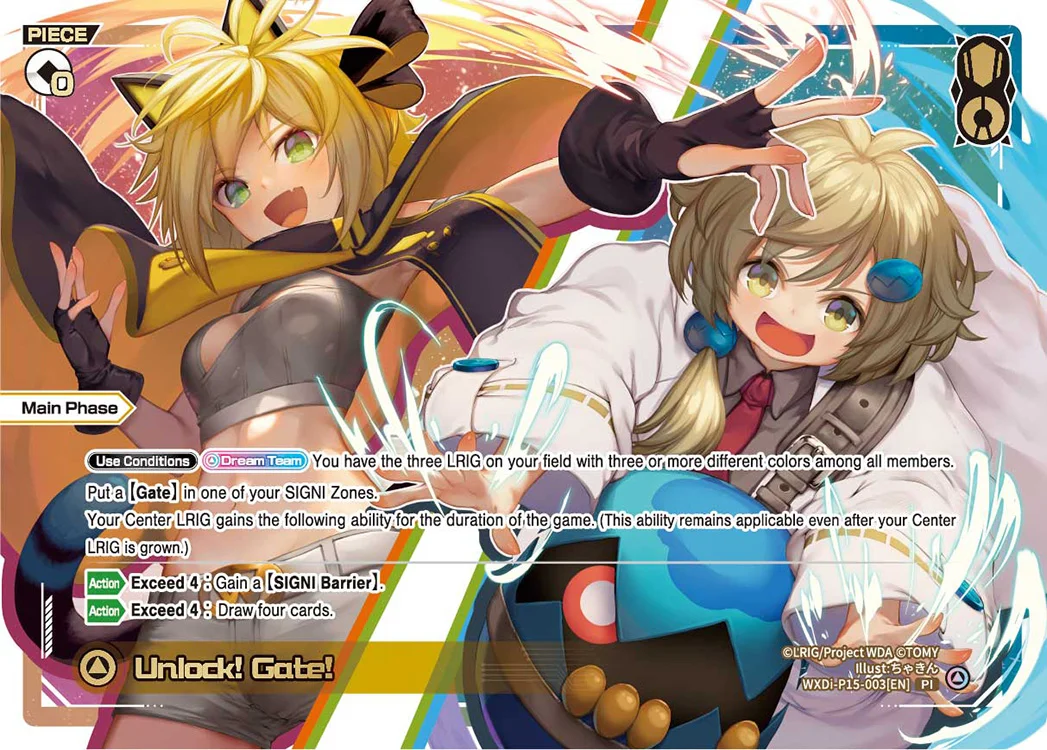 PIECE
0
Main Phase
Use Conditions Dream Team You have the three LRIG on your field with three or more different colors among all members.
Put a 【Gate】 in one of your SIGNI Zones.
Your Center LRIG gains the following ability for the duration of the game. (This ability remains applicable even after your Center
LRIG is grown.)
Action Exceed 4 : Gain a 【SIGNI Barrier】.
Action Exceed 4 : Draw four cards.
Unlock! Gate!
©LRIG/Project WDA ©TOMY
Illust:ちゃきん
WXDi-P15-003[EN] PI